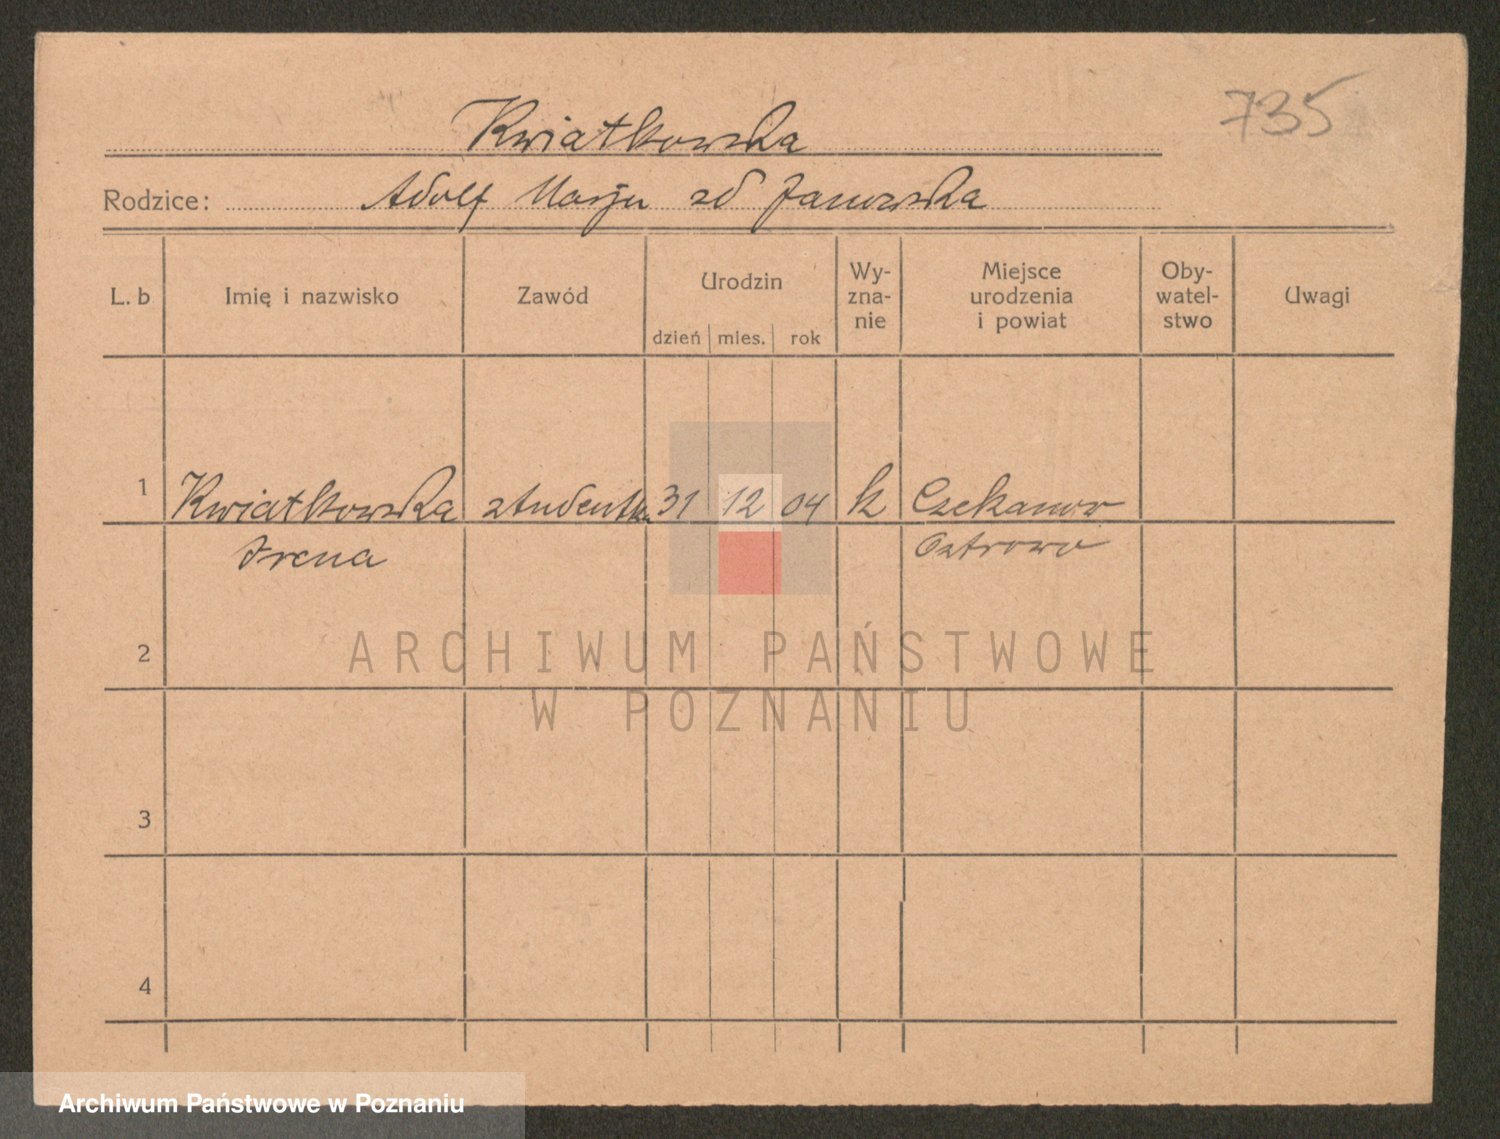 735
Kwiatkowska
Rodzice: Adolf Marja zd Janowska
L. b Imię i nazwisko Zawód Urodzin dzień mies. rok Wy-zna-nie Miejsce urodzenia i powiat Oby-watel-stwo Uwagi
1 Kwiatkowska studentka 31 12 04 k Czekanow
Irena Ostrowo
2
ARCHIWUM PAŃSTWOWE
W POZNANIU
3
4
Archiwum Państwowe w Poznaniu